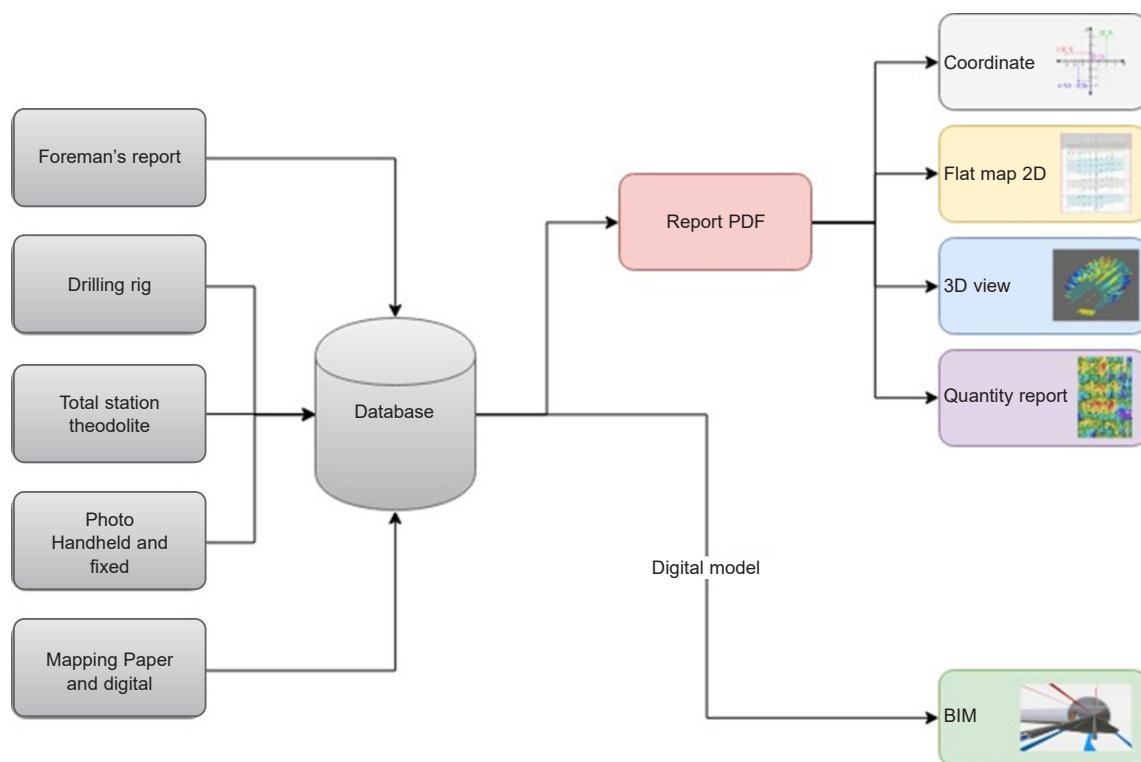 Foreman's report
Drilling rig
Total station
theodolite
Photo
Handheld and
fixed
Mapping Paper
and digital
Database
Report PDF
Digital model
Coordinate
Flat map 2D
3D view
Quantity report
BIM